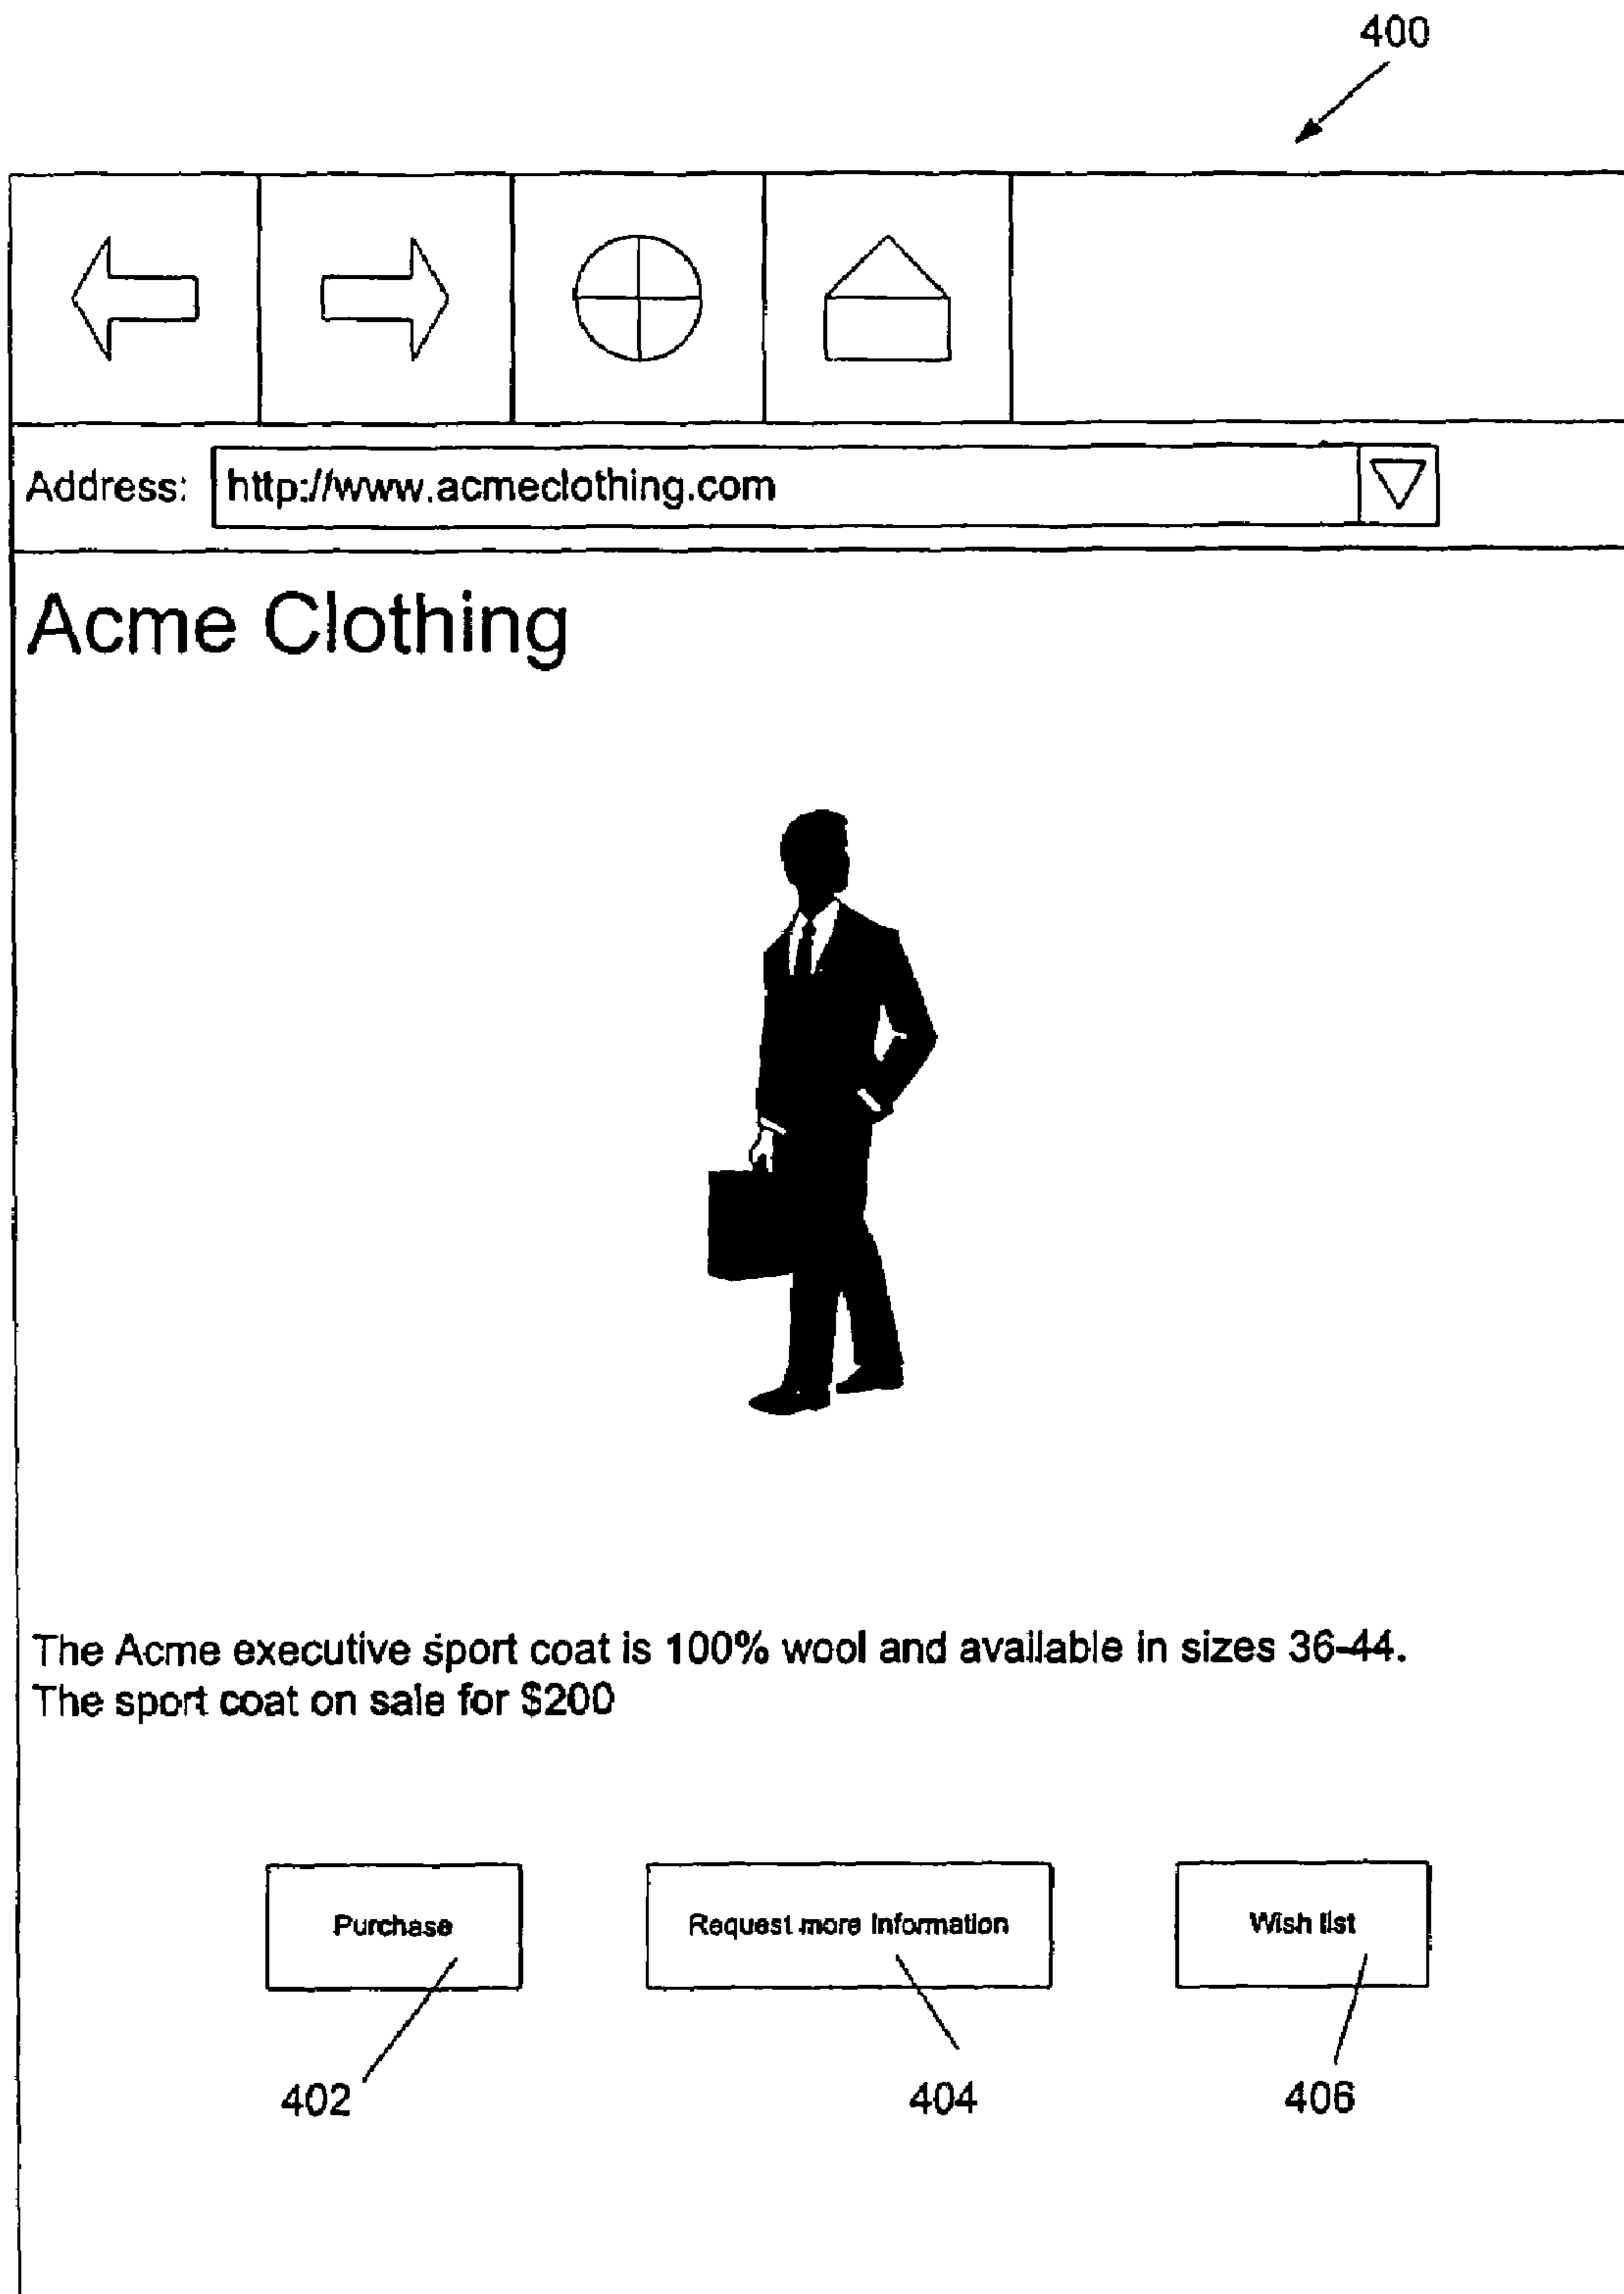 400
Address: http://www.acmeclothing.com
Acme Clothing
The Acme executive sport coat is 100% wool and available in sizes 36-44.
The sport coat on sale for $200
Purchase Request more Information Wish list
402 404 406